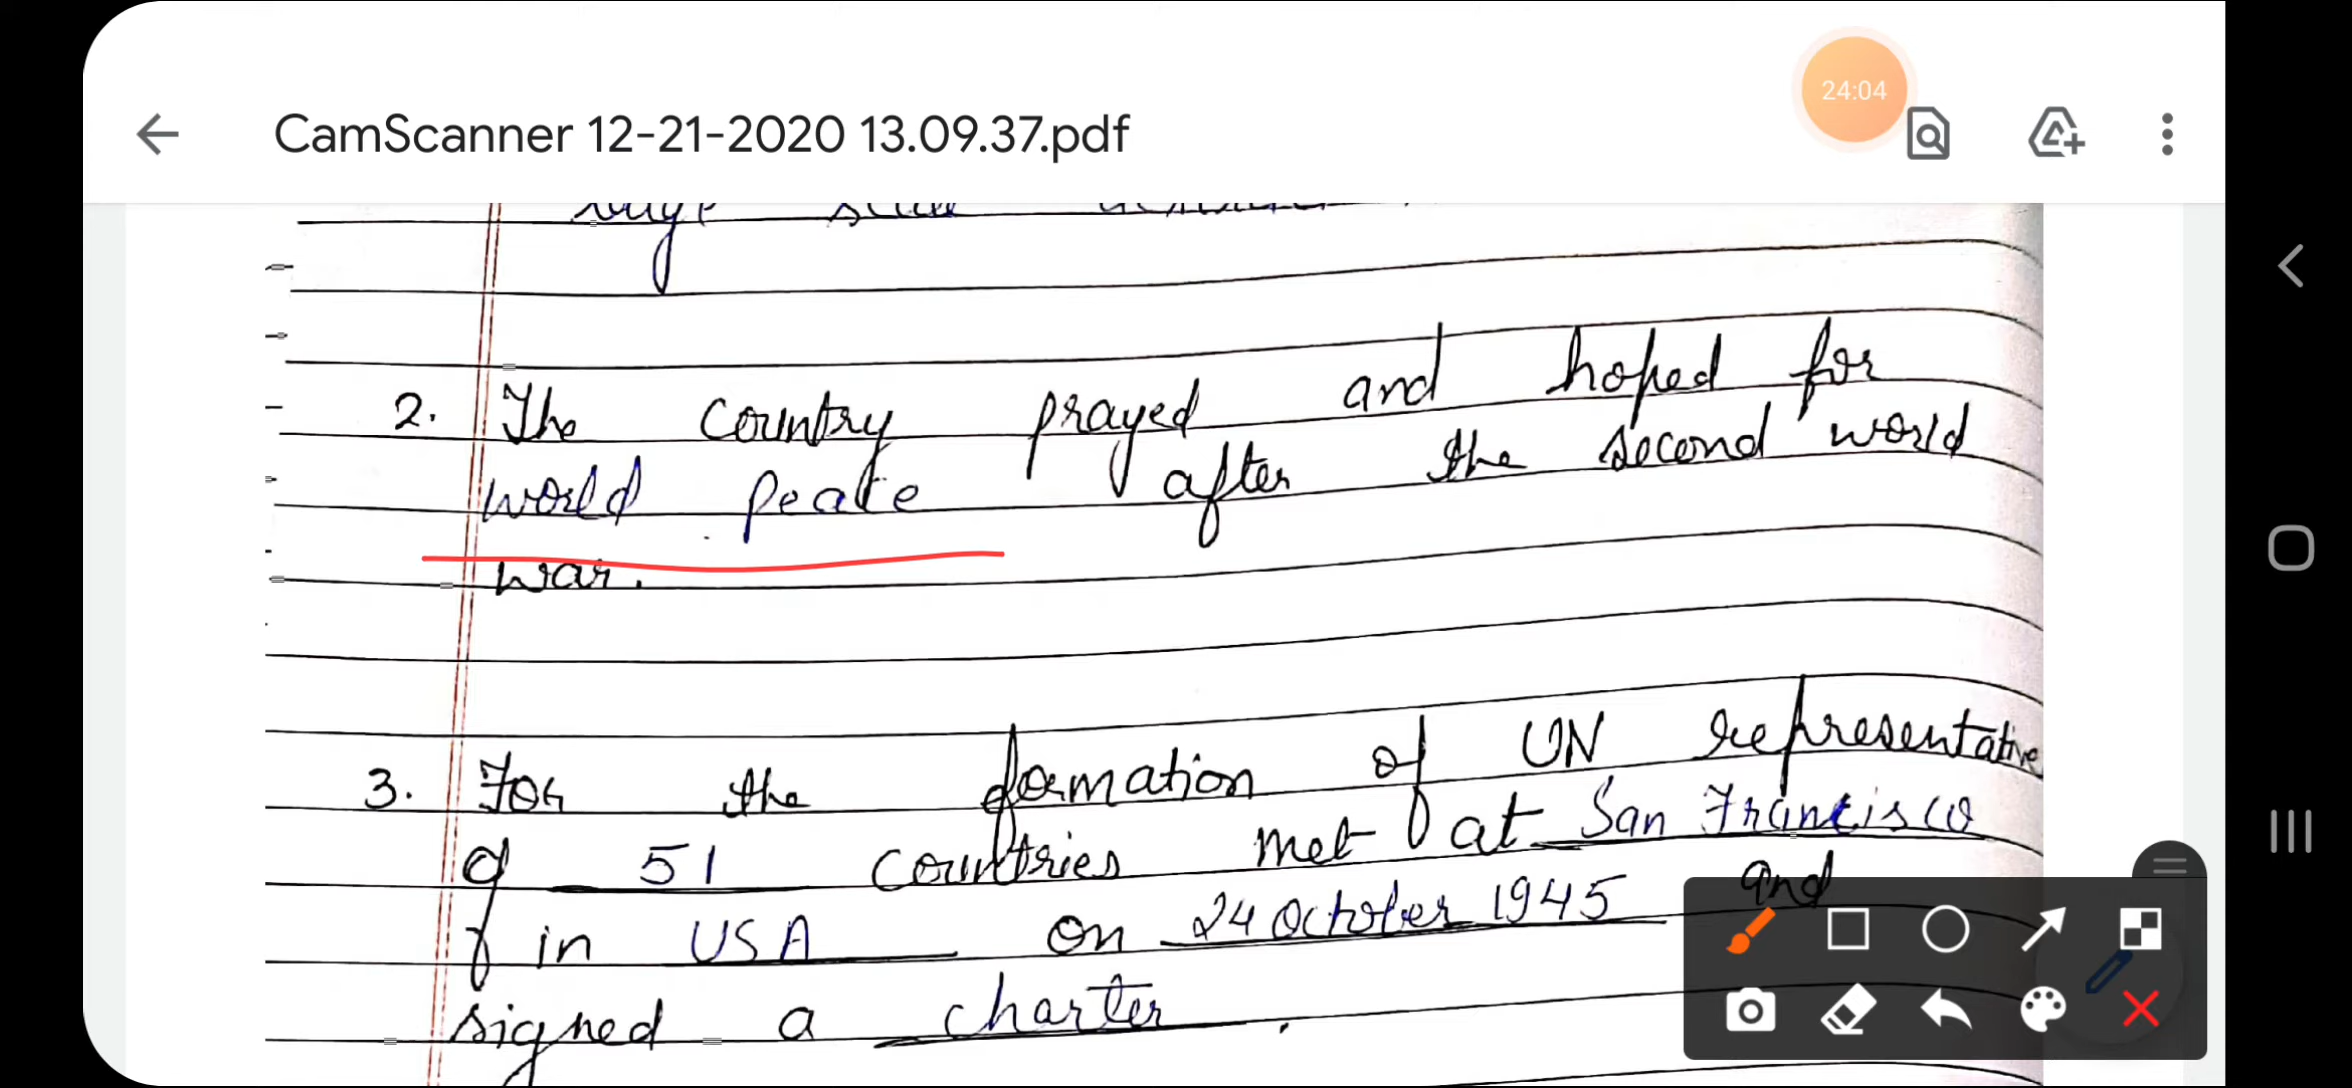 24:04
CamScanner 12-21-2020 13.09.37.pdf
2. The country prayed and hoped for
world peace after the second world
war.
3. For the formation of UN representative
of 51 countries met at San Francisco
in USA on 24 October 1945 and
signed a charter.